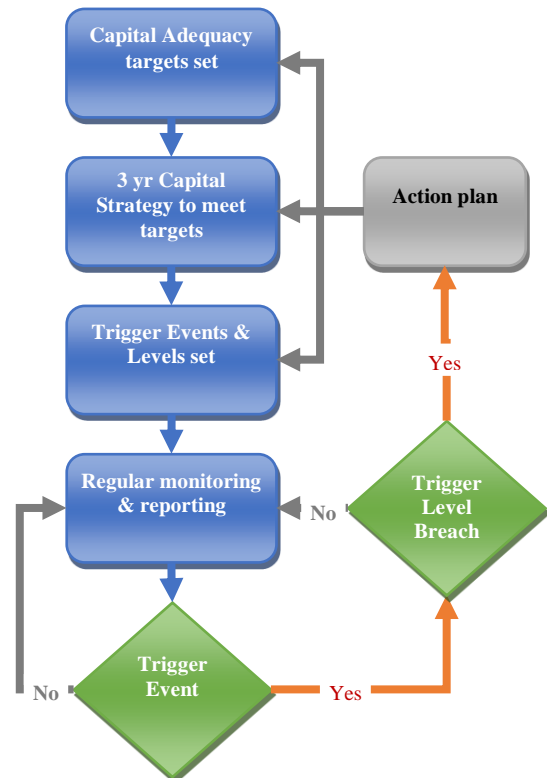 Capital Adequacy
targets set
3 yr Capital
Strategy to meet
targets
Action plan
Trigger Events &
Levels set
Yes
Regular monitoring
& reporting
No
Trigger
Level
Breach
No
Trigger
Event
Yes